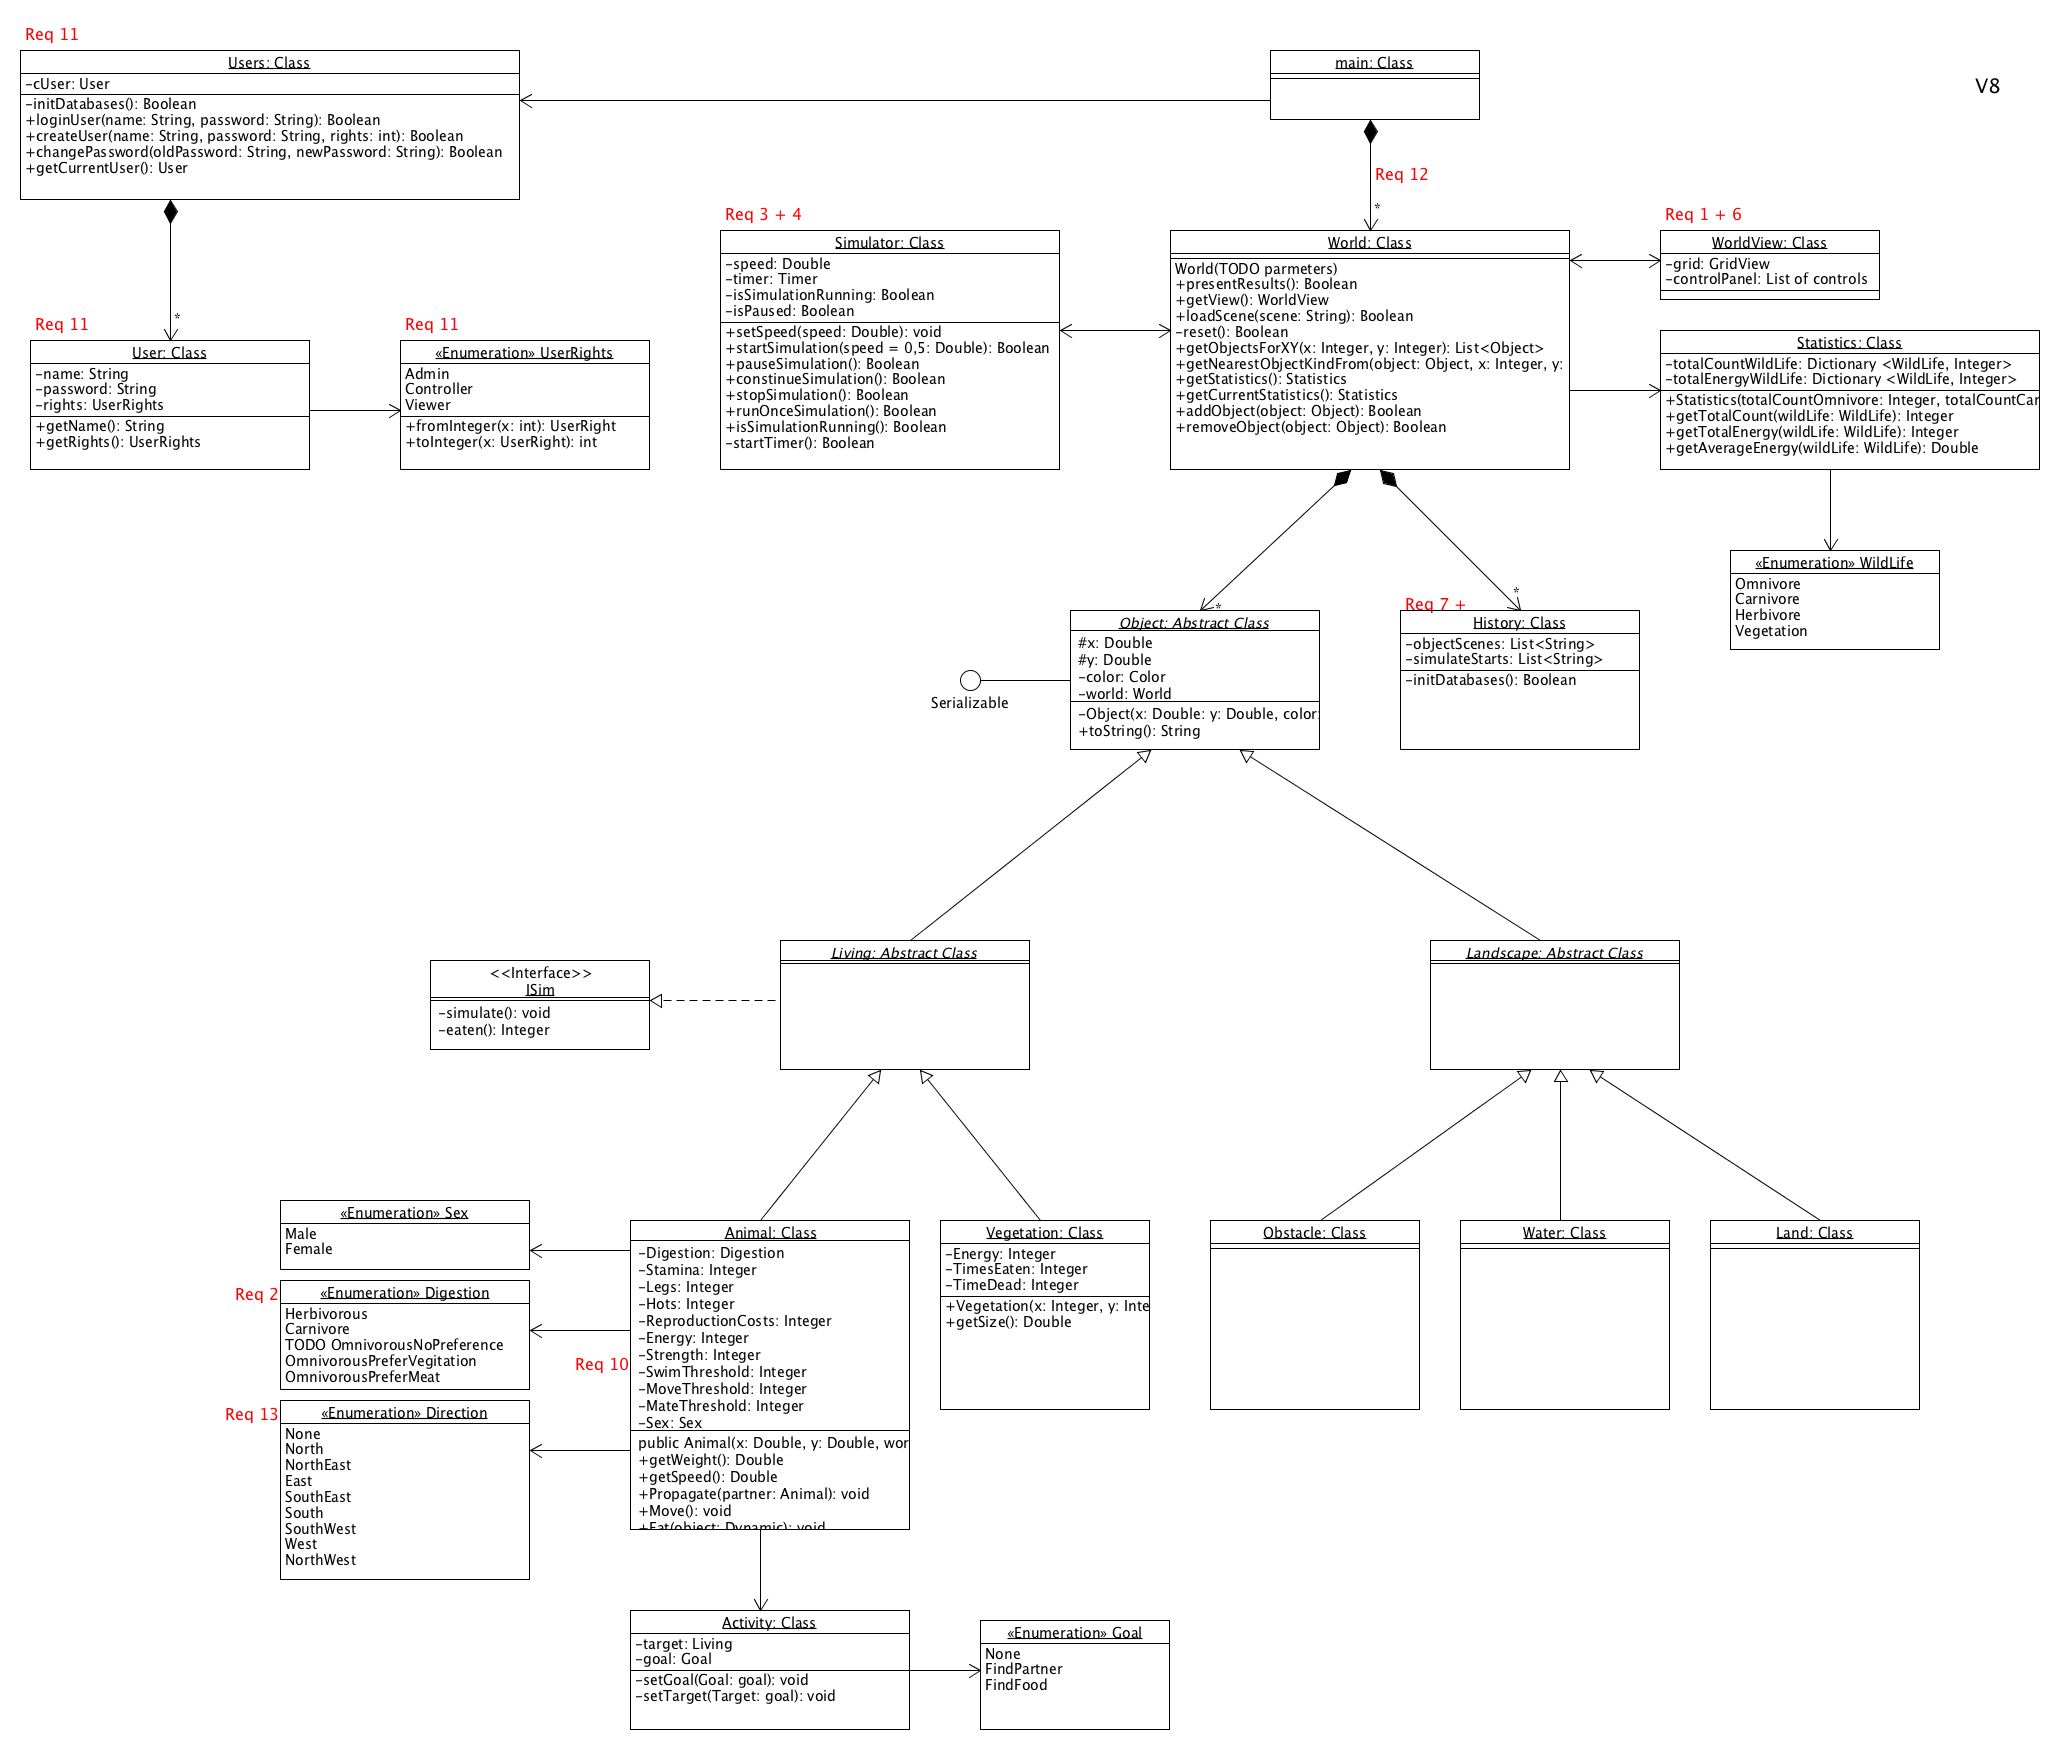 Req 11
Users: Class
-cUser: User
-initDatabases(): Boolean
+loginUser(name: String, password: String): Boolean
+createUser(name: String, password: String, rights: int): Boolean
+changePassword(oldPassword: String, newPassword: String): Boolean
+getCurrentUser(): User
main: Class
V8
Req 12
*
Req 3 + 4
Simulator: Class
-speed: Double
-timer: Timer
-isSimulationRunning: Boolean
-isPaused: Boolean
+setSpeed(speed: Double): void
+startSimulation(speed = 0,5: Double): Boolean
+pauseSimulation(): Boolean
+constinueSimulation(): Boolean
+stopSimulation(): Boolean
+runOnceSimulation(): Boolean
+isSimulationRunning(): Boolean
-startTimer(): Boolean
World: Class
World(TODO parmeters)
+presentResults(): Boolean
+getView(): WorldView
+loadScene(scene: String): Boolean
-reset(): Boolean
+getObjectsForXY(x: Integer, y: Integer): List<Object>
+getNearestObjectKindFrom(object: Object, x: Integer, y:
+getStatistics(): Statistics
+getCurrentStatistics(): Statistics
+addObject(object: Object): Boolean
+removeObject(object: Object): Boolean
Req 1 + 6
WorldView: Class
-grid: GridView
-controlPanel: List of controls
Statistics: Class
-totalCountWildLife: Dictionary <WildLife, Integer>
-totalEnergyWildLife: Dictionary <WildLife, Integer>
+Statistics(totalCountOmnivore: Integer, totalCountCar
+getTotalCount(wildLife: WildLife): Integer
+getTotalEnergy(wildLife: WildLife): Integer
+getAverageEnergy(wildLife: WildLife): Double
*
Req 11
User: Class
-name: String
-password: String
-rights: UserRights
+getName(): String
+getRights(): UserRights
Req 11
«Enumeration» UserRights
Admin
Controller
Viewer
+fromInteger(x: int): UserRight
+toInteger(x: UserRight): int
«Enumeration» WildLife
Omnivore
Carnivore
Herbivore
Vegetation
*
Object: Abstract Class
#x: Double
#y: Double
-color: Color
-world: World
-Object(x: Double: y: Double, color:
+toString(): String
Serializable
*
Req 7 +
History: Class
-objectScenes: List<String>
-simulateStarts: List<String>
-initDatabases(): Boolean
<<Interface>>
ISim
-simulate(): void
-eaten(): Integer
Living: Abstract Class
Landscape: Abstract Class
«Enumeration» Sex
Male
Female
Req 2
«Enumeration» Digestion
Herbivorous
Carnivore
TODO OmnivorousNoPreference
OmnivorousPreferVegitation
OmnivorousPreferMeat
Req 13
«Enumeration» Direction
None
North
NorthEast
East
SouthEast
South
SouthWest
West
NorthWest
Req 10
Animal: Class
-Digestion: Digestion
-Stamina: Integer
-Legs: Integer
-Hots: Integer
-ReproductionCosts: Integer
-Energy: Integer
-Strength: Integer
-SwimThreshold: Integer
-MoveThreshold: Integer
-MateThreshold: Integer
-Sex: Sex
public Animal(x: Double, y: Double, wor
+getWeight(): Double
+getSpeed(): Double
+Propagate(partner: Animal): void
+Move(): void
+Eat(object: Dynamic): void
Vegetation: Class
-Energy: Integer
-TimesEaten: Integer
-TimeDead: Integer
+Vegetation(x: Integer, y: Inte
+getSize(): Double
Obstacle: Class
Water: Class
Land: Class
Activity: Class
-target: Living
-goal: Goal
-setGoal(Goal: goal): void
-setTarget(Target: goal): void
«Enumeration» Goal
None
FindPartner
FindFood